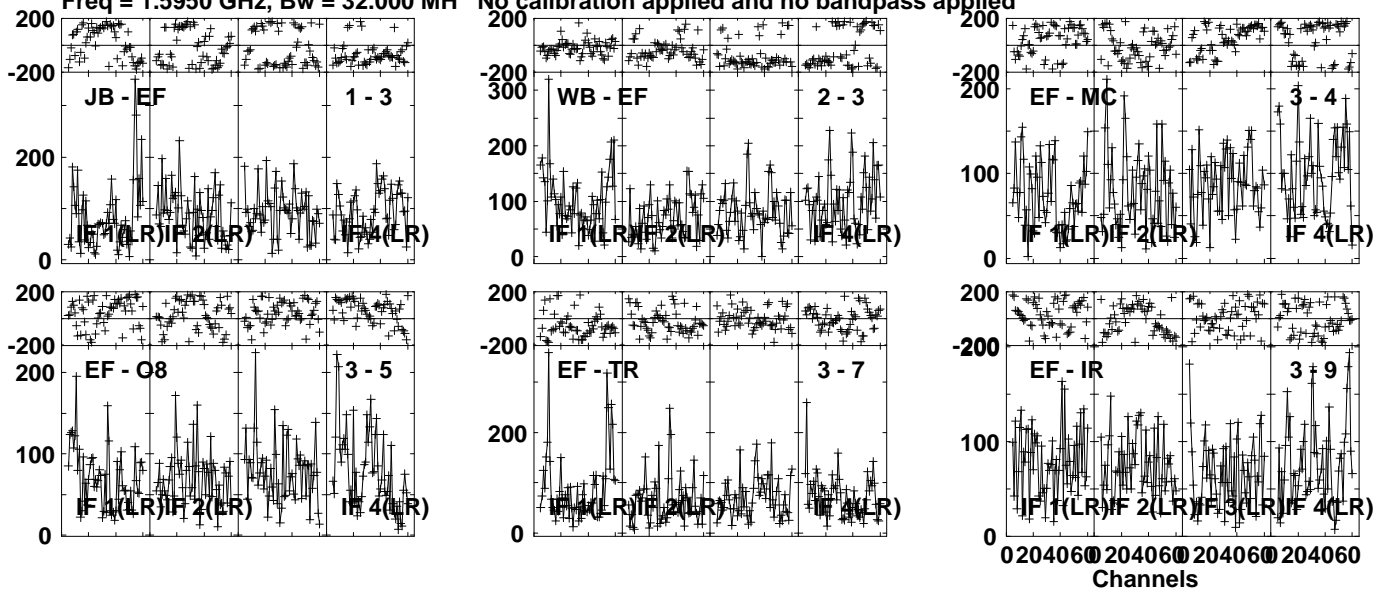 Freq = 1.5950 GHz, Bw = 32.000 MH No calibration applied and no bandpass applied
200
-200
JB - EF 1 - 3
200
0
IF 1(LR) IF 2(LR) IF 4(LR)
200
-200
WB - EF 2 - 3
300
200
100
0
IF 1(LR) IF 2(LR) IF 4(LR)
200
-200
EF - MC 3 - 4
200
100
0
IF 1(LR) IF 2(LR) IF 4(LR)
200
-200
EF - O8 3 - 5
200
100
0
IF 1(LR) IF 2(LR) IF 4(LR)
200
-200
EF - TR 3 - 7
200
0
IF 1(LR) IF 2(LR) IF 4(LR)
200
-200
EF - IR 3 - 9
200
100
0
IF 1(LR) IF 2(LR) IF 3(LR) IF 4(LR)
0 20 40 60 0 20 40 60 0 20 40 60 0 20 40 60
Channels